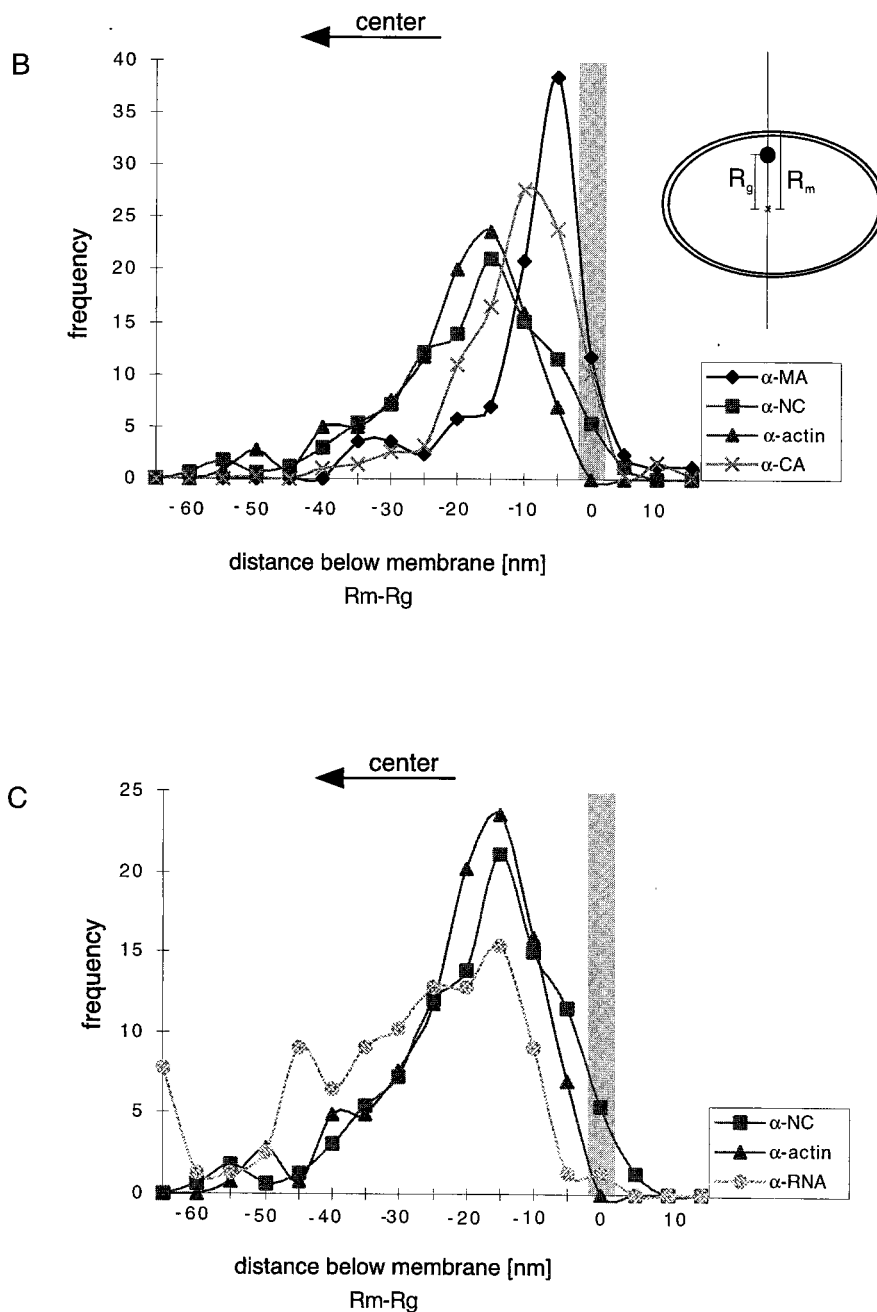 center
B
40
35
30
25
20
15
10
5
0
frequency
-60 -50 -40 -30 -20 -10 0 10
distance below membrane [nm]
Rm-Rg
Rg Rm
α-MA
α-NC
α-actin
α-CA
center
C
25
20
15
10
5
0
frequency
-60 -50 -40 -30 -20 -10 0 10
distance below membrane [nm]
Rm-Rg
α-NC
α-actin
α-RNA